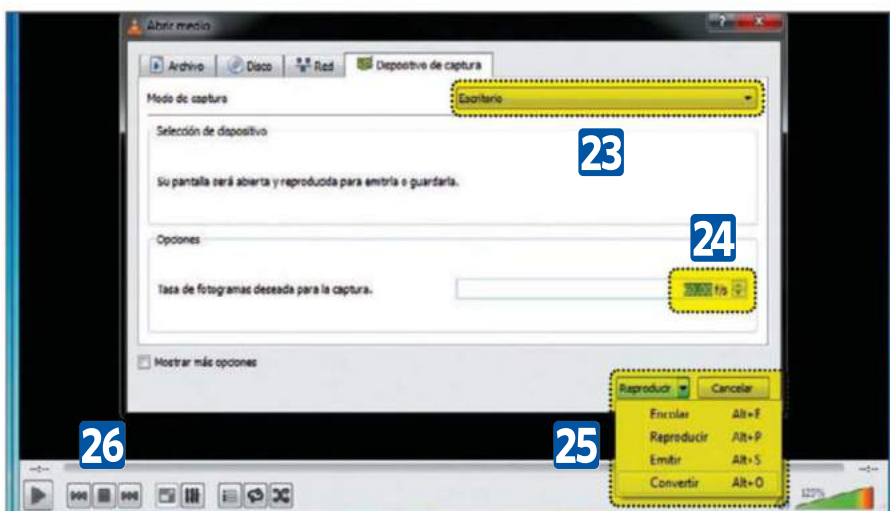 Abrir medio
Archivo Disco Red Dispositivo de captura
Modo de captura Escritorio
23
Selección de dispositivo
Su pantalla será abierta y reproducida para emitirla o guardarla.
24
Opciones
Tasa de fotogramas deseada para la captura. f/s
Mostrar más opciones
Reproducir Cancelar
26
25
Encolar Alt+E
Reproducir Alt+P
Emitir Alt+S
Convertir Alt+O
--:-- --:--
125%